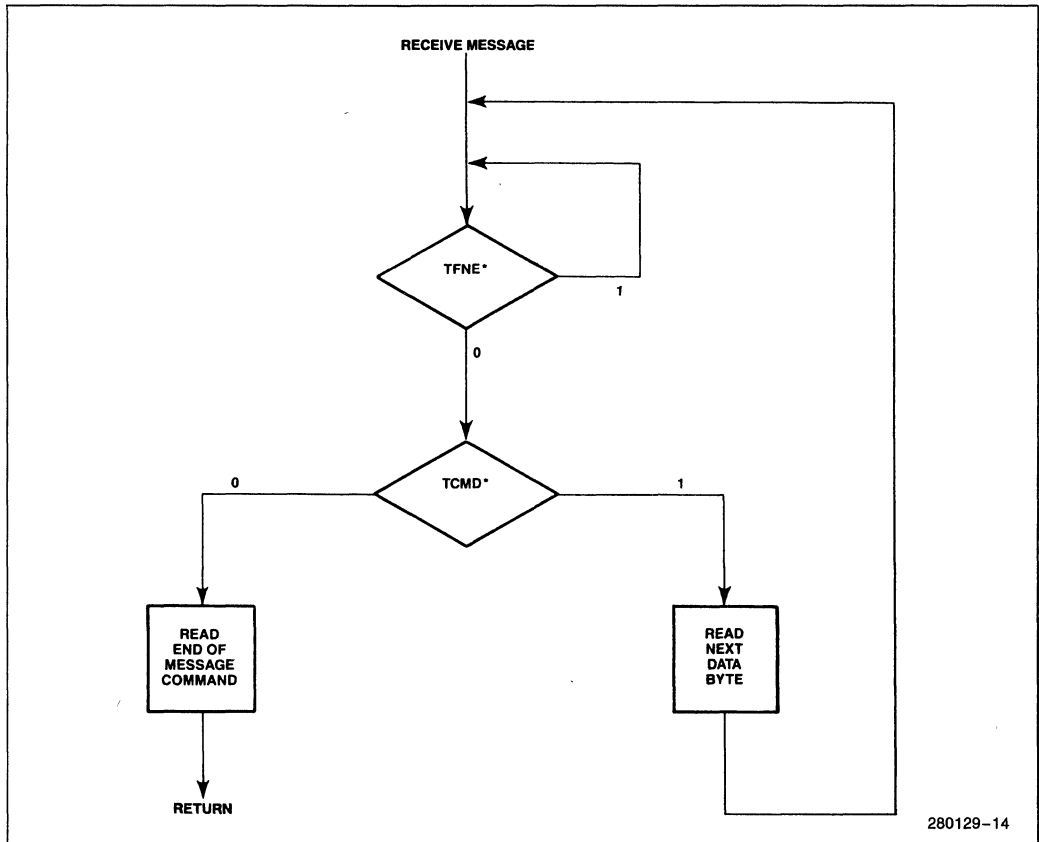 RECEIVE MESSAGE
TFNE*
1
0
TCMD*
0
1
READ
END OF
MESSAGE
COMMAND
READ
NEXT
DATA
BYTE
RETURN
280129-14